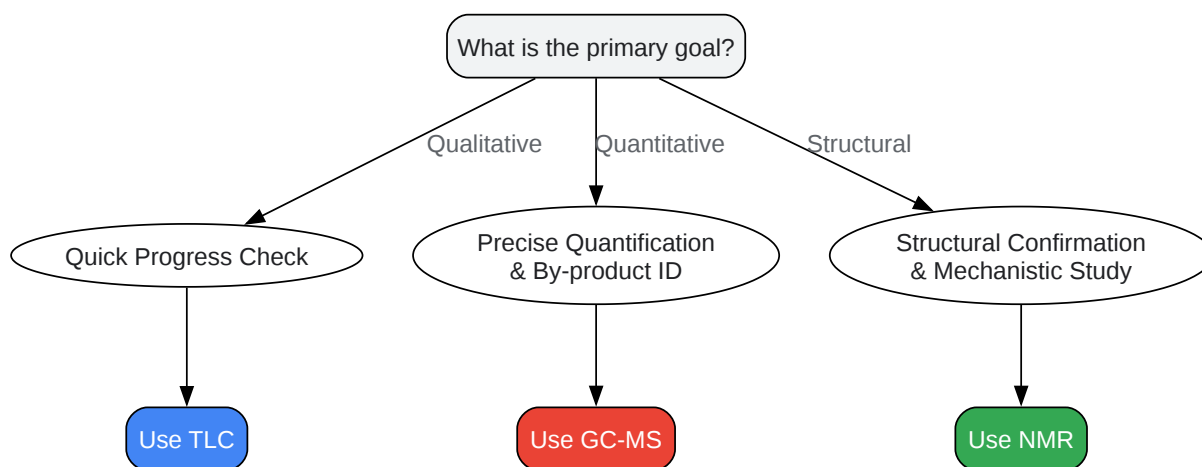 What is the primary goal?
Qualitative
Quantitative
Structural
Quick Progress Check
Precise Quantification
& By-product ID
Structural Confirmation
& Mechanistic Study
Use TLC
Use GC-MS
Use NMR